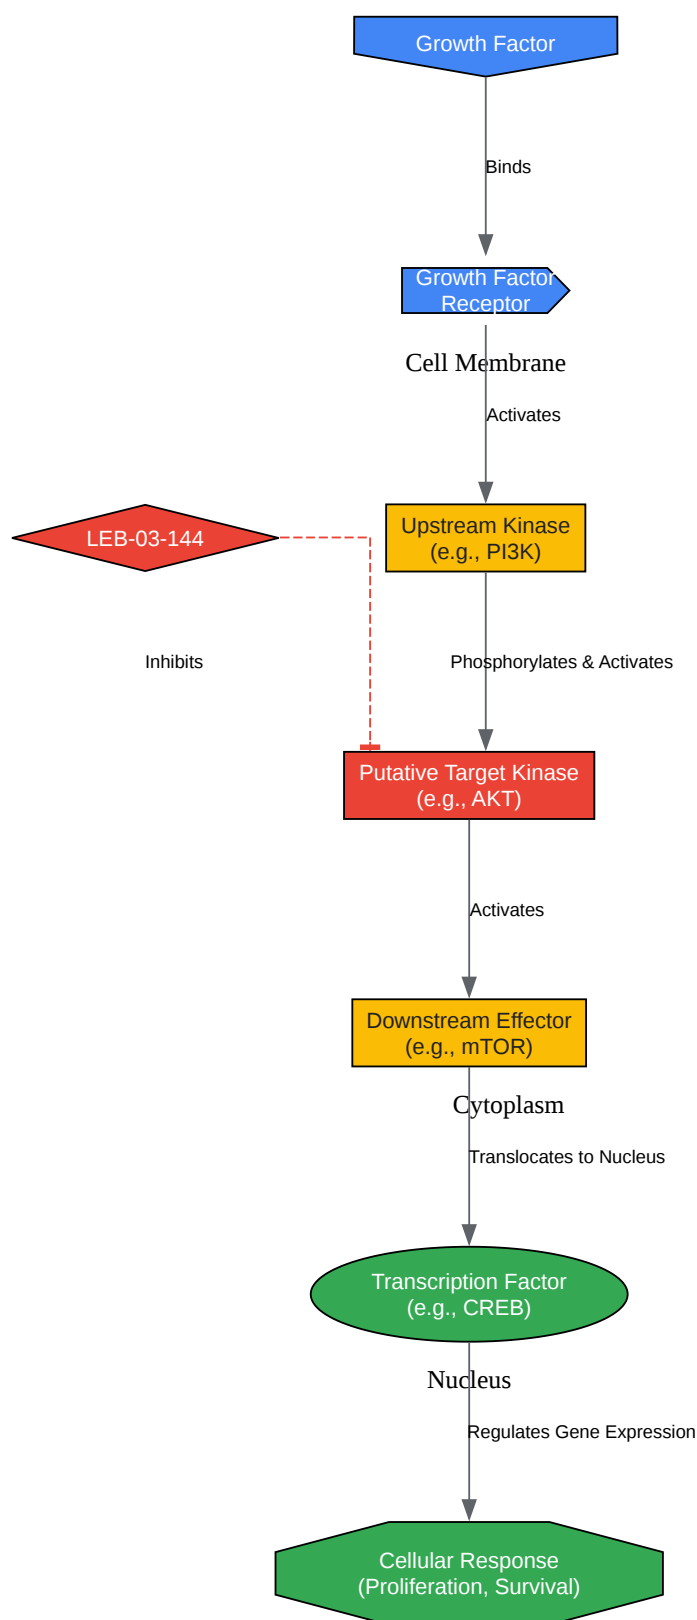 Growth Factor
Binds
Growth Factor
Receptor
Cell Membrane
Activates
LEB-03-144
Upstream Kinase
(e.g., PI3K)
Inhibits
Phosphorylates & Activates
Putative Target Kinase
(e.g., AKT)
Activates
Downstream Effector
(e.g., mTOR)
Cytoplasm
Translocates to Nucleus
Transcription Factor
(e.g., CREB)
Nucleus
Regulates Gene Expression
Cellular Response
(Proliferation, Survival)